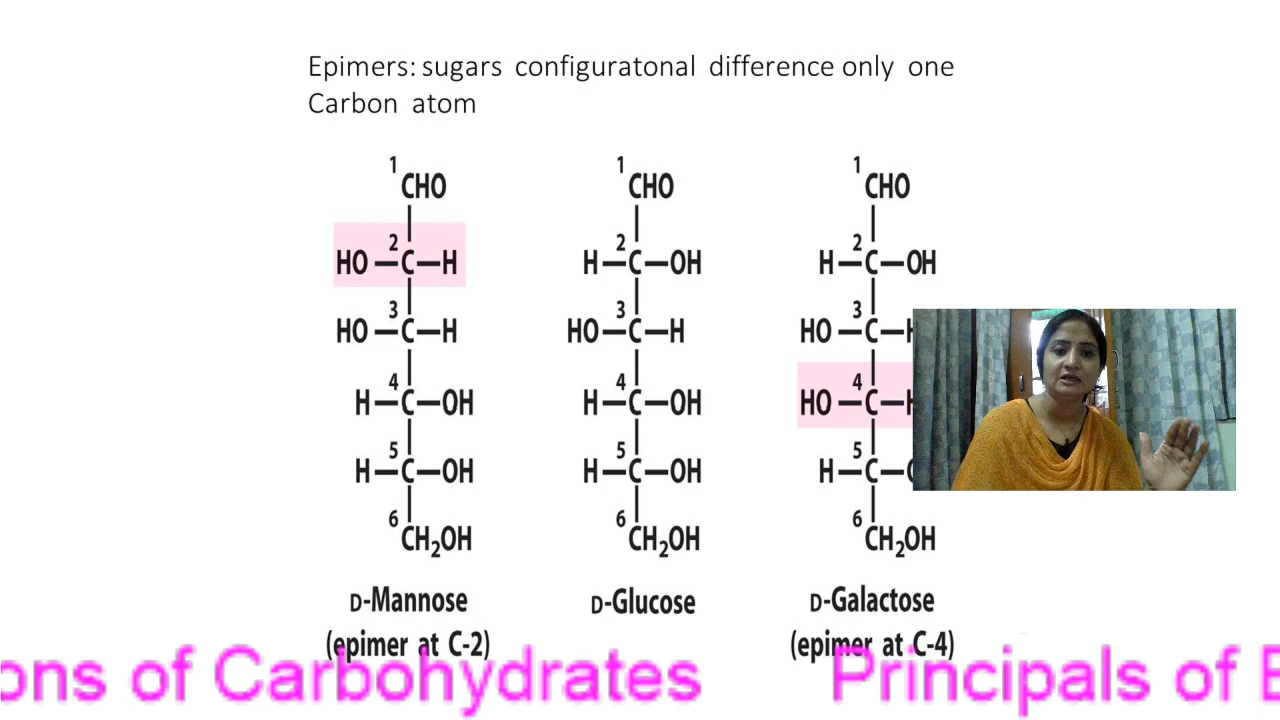 Epimers: sugars configuratonal difference only one
Carbon atom
1 1 1
CHO CHO CHO
2 2 2
HO–C–H H–C–OH H–C–OH
3 3 3
HO–C–H HO–C–H HO–C–H
4 4 4
H–C–OH H–C–OH HO–C–H
5 5 5
H–C–OH H–C–OH H–C–
6 6 6
CH₂OH CH₂OH CH₂OH
D-Mannose D-Glucose D-Galactose
(epimer at C-2) (epimer at C-4)
ons of Carbohydrates Principals of